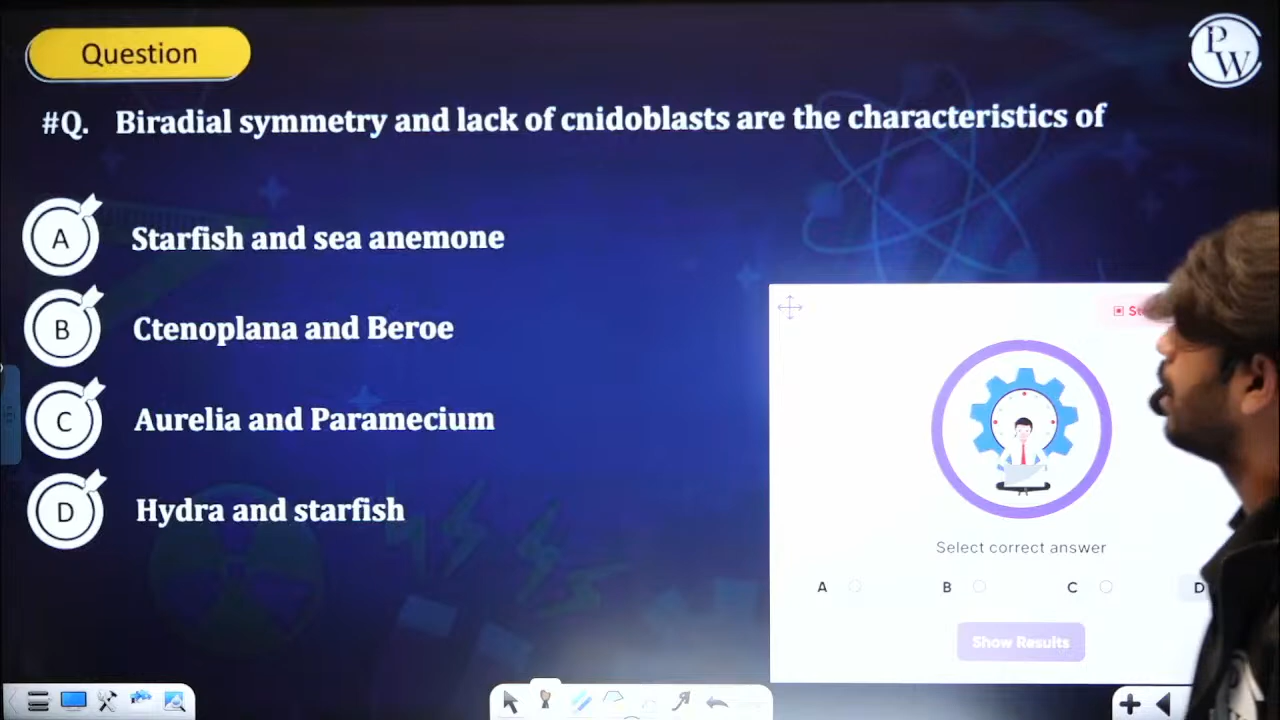 Question
PW
#Q. Biradial symmetry and lack of cnidoblasts are the characteristics of
A Starfish and sea anemone
B Ctenoplana and Beroe
C Aurelia and Paramecium
D Hydra and starfish
Select correct answer
A B C D
Show Results